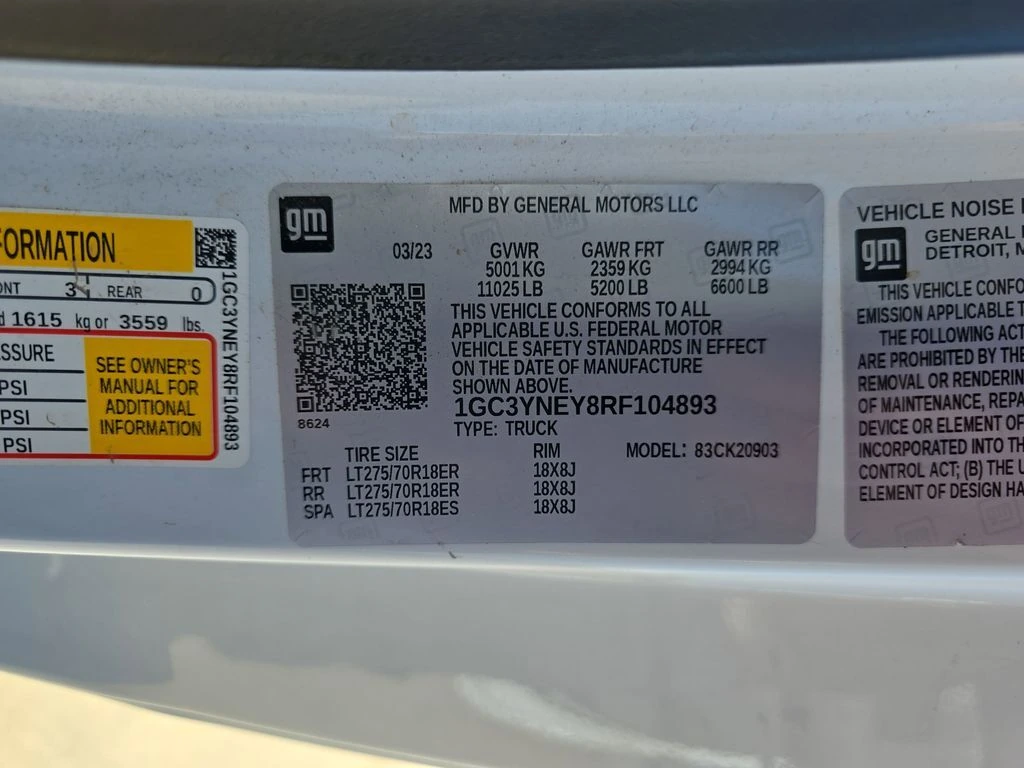 FORMATION
ONT 3 REAR 0
1615 kg or 3559 lbs.
SSURE
PSI
PSI
PSI
SEE OWNER'S
MANUAL FOR
ADDITIONAL
INFORMATION
1GC3YNEY8RF104893
gm
MFD BY GENERAL MOTORS LLC
03/23 GVWR GAWR FRT GAWR RR
5001 KG 2359 KG 2994 KG
11025 LB 5200 LB 6600 LB
THIS VEHICLE CONFORMS TO ALL
APPLICABLE U.S. FEDERAL MOTOR
VEHICLE SAFETY STANDARDS IN EFFECT
ON THE DATE OF MANUFACTURE
SHOWN ABOVE.
1GC3YNEY8RF104893
8624
TYPE: TRUCK
TIRE SIZE RIM MODEL: 83CK20903
FRT LT275/70R18ER 18X8J
RR LT275/70R18ER 18X8J
SPA LT275/70R18ES 18X8J
VEHICLE NOISE
gm
GENERAL
DETROIT, M
THIS VEHICLE CONFO
EMISSION APPLICABLE T
THE FOLLOWING ACT
ARE PROHIBITED BY THE
REMOVAL OR RENDERIN
OF MAINTENANCE, REPA
DEVICE OR ELEMENT OF
INCORPORATED INTO TH
CONTROL ACT; (B) THE U
ELEMENT OF DESIGN HA